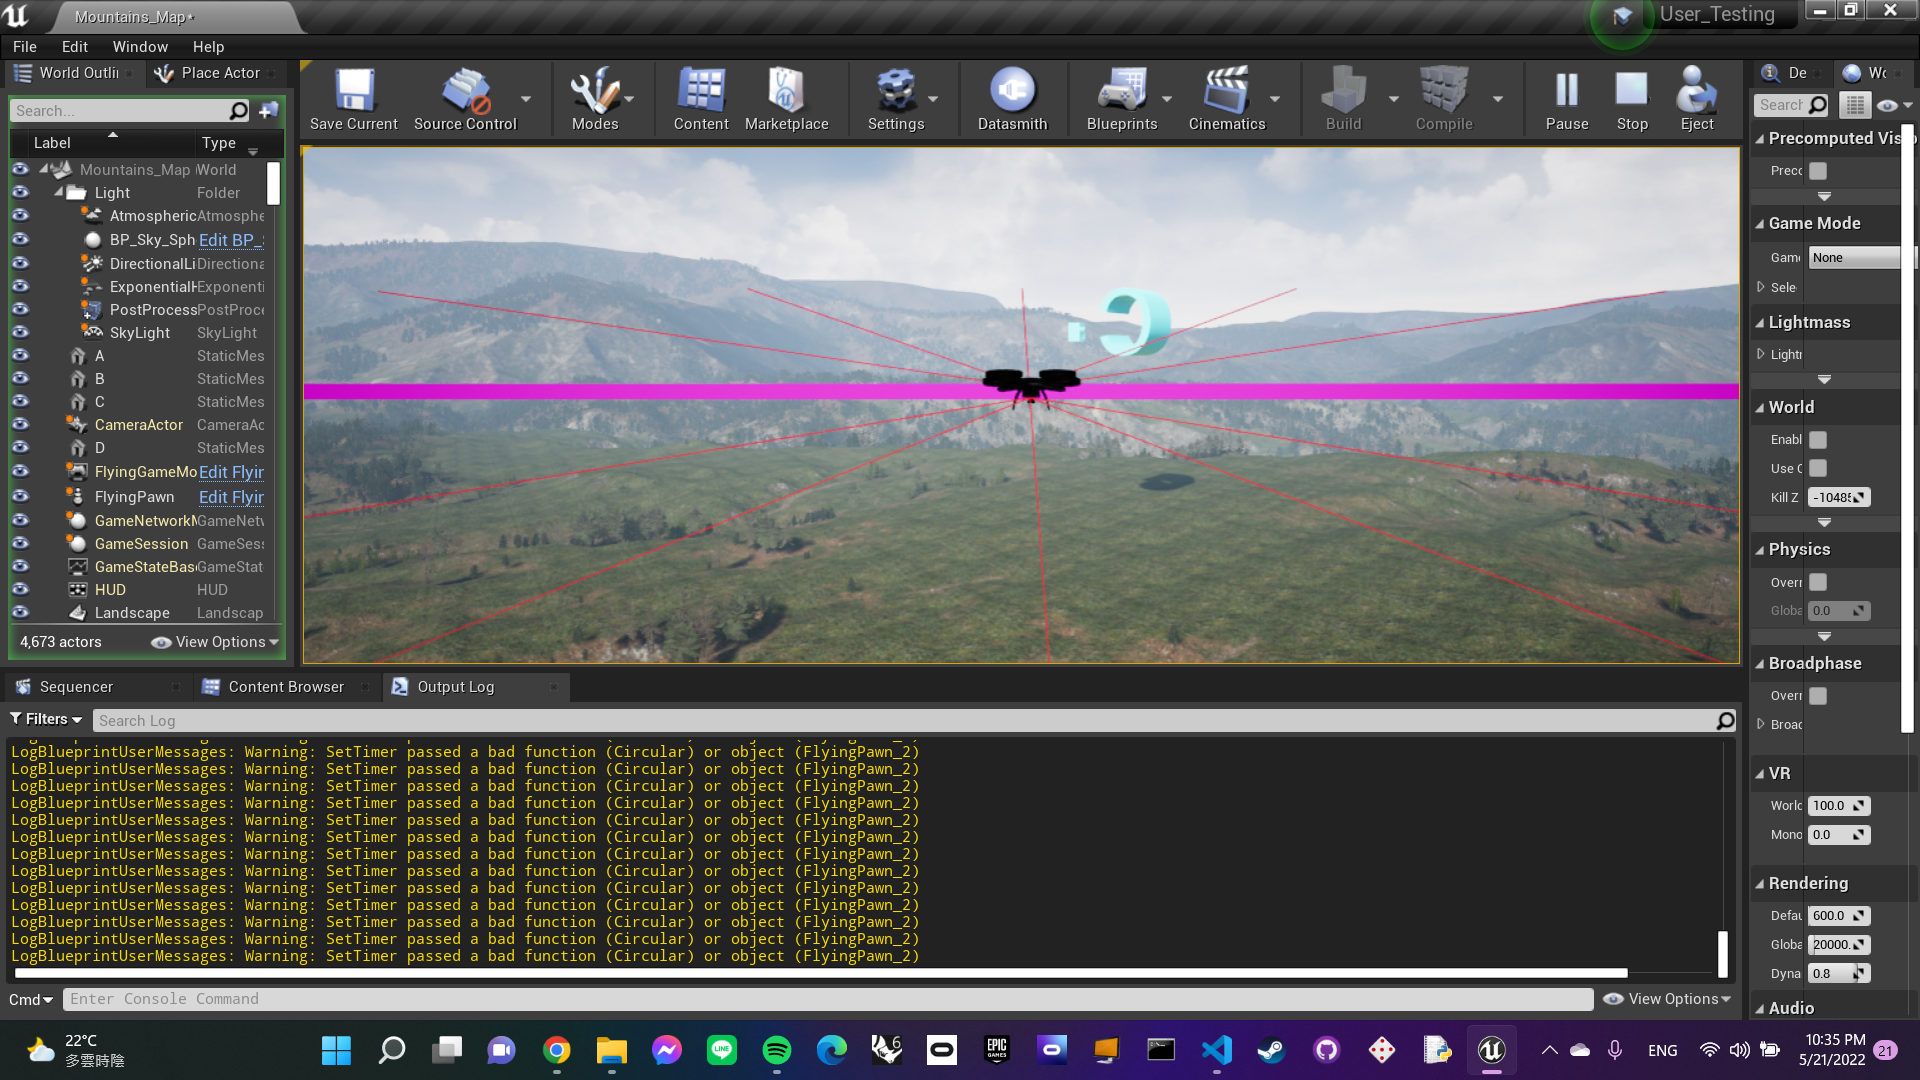 Mountains_Map*
User_Testing
File Edit Window Help
World Outli
Place Actor
Search...
Label
Type
Mountains_Map World
Light Folder
Atmospheric Atmosphe
BP_Sky_Sph Edit BP_
DirectionalLi Directiona
Exponential Exponenti
PostProcess PostProce
SkyLight SkyLight
A StaticMes
B StaticMes
C StaticMes
CameraActor CameraAc
D StaticMes
FlyingGameMo Edit Flyir
FlyingPawn Edit Flyir
GameNetwork GameNetv
GameSession GameSes
GameStateBas GameStat
HUD HUD
Landscape Landscap
4,673 actors
View Options
Save Current
Source Control
Modes
Content
Marketplace
Settings
Datasmith
Blueprints
Cinematics
Build
Compile
Pause
Stop
Eject
C
De
Wc
Search
Precomputed Vis
Precc
Game Mode
Game None
Sele
Lightmass
Lightr
World
Enabl
Use C
Kill Z -1048
Physics
Overr
Globa 0.0
Broadphase
Overr
Broac
VR
World 100.0
Mono 0.0
Rendering
Defau 600.0
Globa 20000.
Dyna 0.8
Audio
Sequencer
Content Browser
Output Log
Filters
Search Log
LogBlueprintUserMessages: Warning: SetTimer passed a bad function (Circular) or object (FlyingPawn_2)
LogBlueprintUserMessages: Warning: SetTimer passed a bad function (Circular) or object (FlyingPawn_2)
LogBlueprintUserMessages: Warning: SetTimer passed a bad function (Circular) or object (FlyingPawn_2)
LogBlueprintUserMessages: Warning: SetTimer passed a bad function (Circular) or object (FlyingPawn_2)
LogBlueprintUserMessages: Warning: SetTimer passed a bad function (Circular) or object (FlyingPawn_2)
LogBlueprintUserMessages: Warning: SetTimer passed a bad function (Circular) or object (FlyingPawn_2)
LogBlueprintUserMessages: Warning: SetTimer passed a bad function (Circular) or object (FlyingPawn_2)
LogBlueprintUserMessages: Warning: SetTimer passed a bad function (Circular) or object (FlyingPawn_2)
LogBlueprintUserMessages: Warning: SetTimer passed a bad function (Circular) or object (FlyingPawn_2)
LogBlueprintUserMessages: Warning: SetTimer passed a bad function (Circular) or object (FlyingPawn_2)
LogBlueprintUserMessages: Warning: SetTimer passed a bad function (Circular) or object (FlyingPawn_2)
LogBlueprintUserMessages: Warning: SetTimer passed a bad function (Circular) or object (FlyingPawn_2)
LogBlueprintUserMessages: Warning: SetTimer passed a bad function (Circular) or object (FlyingPawn_2)
Cmd
Enter Console Command
View Options
22°C
多雲時陰
LINE
6
EPIC
GAMES
ENG
10:35 PM
5/21/2022
21